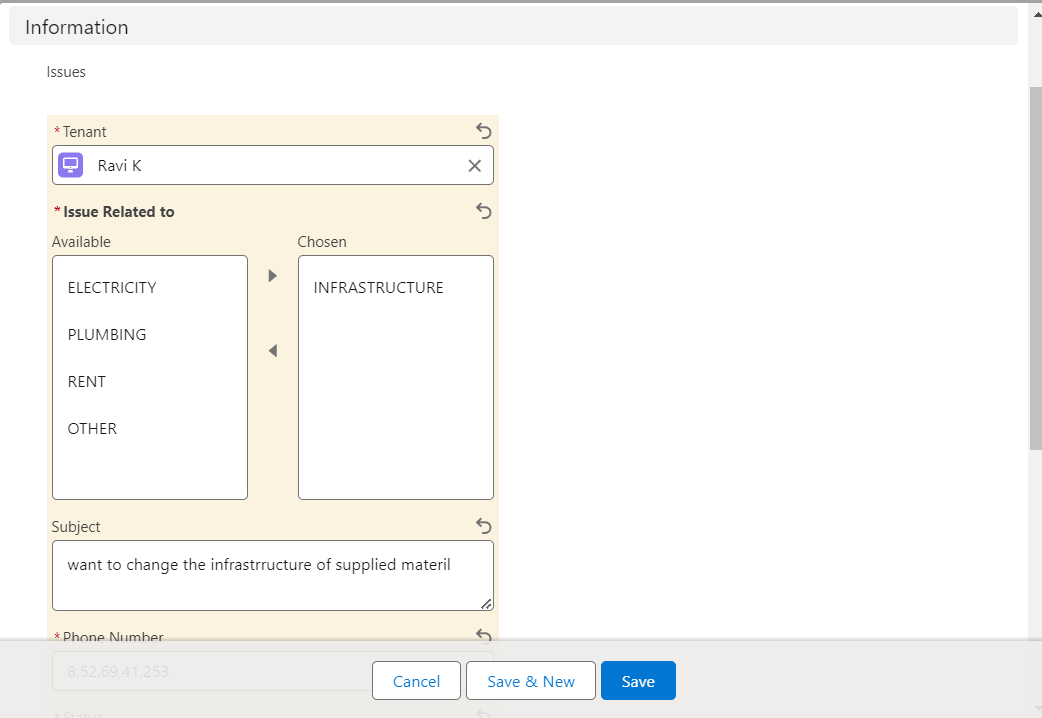 Information
Issues
*Tenant
Ravi K
*Issue Related to
Available
Chosen
ELECTRICITY
INFRASTRUCTURE
PLUMBING
RENT
OTHER
Subject
want to change the infrastrructure of supplied materil
*Phone Number
8,52,69,41,253
Cancel
Save & New
Save
*Status